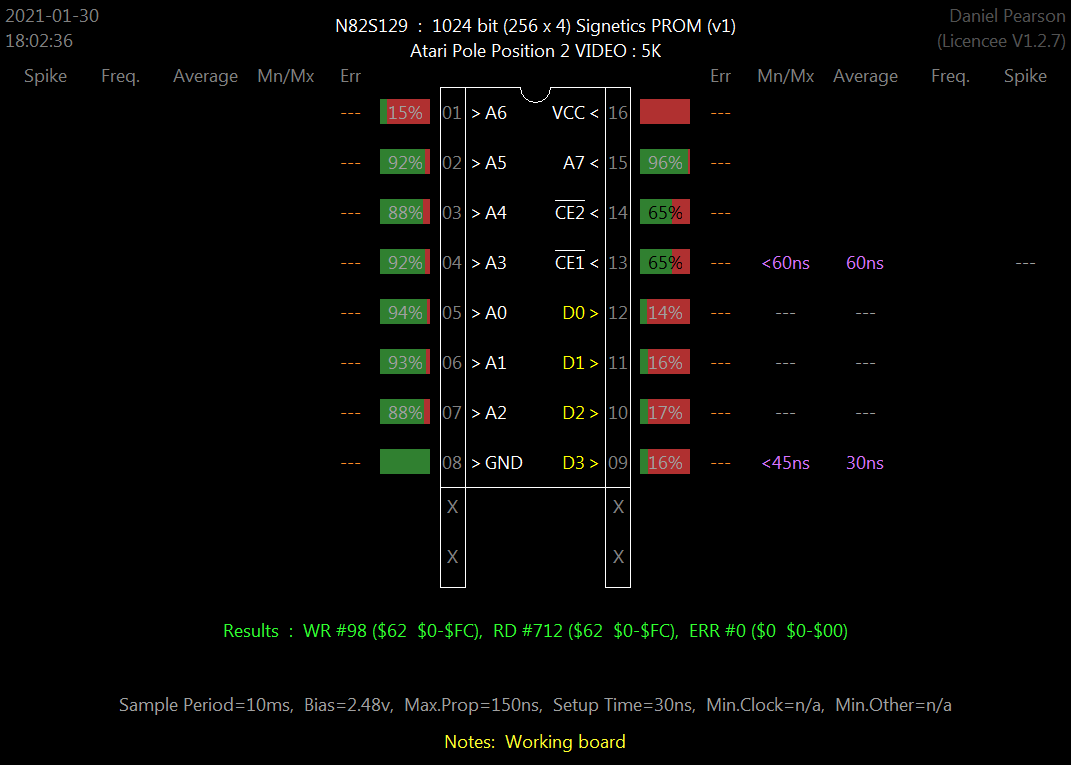 2021-01-30
18:02:36
N82S129 : 1024 bit (256 x 4) Signetics PROM (v1)
Atari Pole Position 2 VIDEO : 5K
Daniel Pearson
(Licencee V1.2.7)
Spike Freq. Average Mn/Mx Err Err Mn/Mx Average Freq. Spike
--- 15% 01 > A6 VCC < 16 ---
--- 92% 02 > A5 A7 < 15 96% ---
--- 88% 03 > A4 CE2 < 14 65% ---
--- 92% 04 > A3 CE1 < 13 65% --- <60ns 60ns ---
--- 94% 05 > A0 D0 > 12 14% --- --- ---
--- 93% 06 > A1 D1 > 11 16% --- --- ---
--- 88% 07 > A2 D2 > 10 17% --- --- ---
--- 08 > GND D3 > 09 16% --- <45ns 30ns
X X
X X
Results : WR #98 ($62 $0-$FC), RD #712 ($62 $0-$FC), ERR #0 ($0 $0-$00)
Sample Period=10ms, Bias=2.48v, Max.Prop=150ns, Setup Time=30ns, Min.Clock=n/a, Min.Other=n/a
Notes: Working board